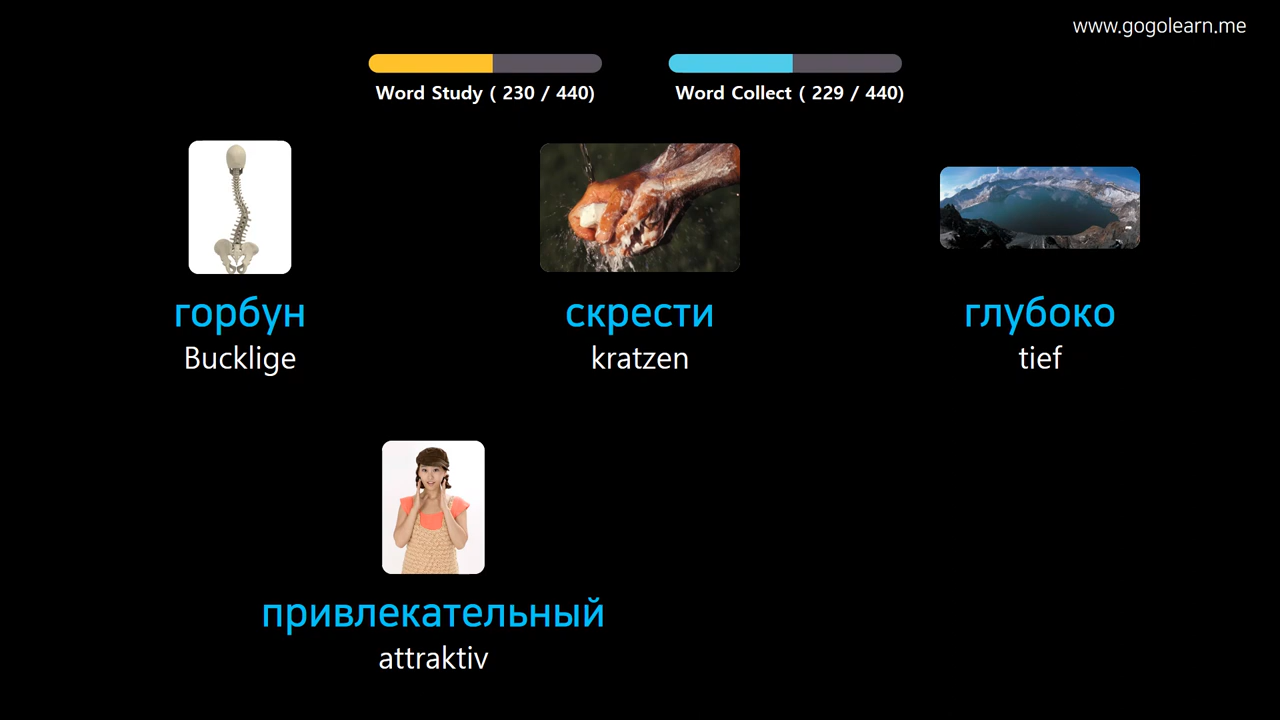 www.gogolearn.me
Word Study ( 230 / 440)
Word Collect ( 229 / 440)
горбун
Bucklige
скрести
kratzen
глубоко
tief
привлекательный
attraktiv